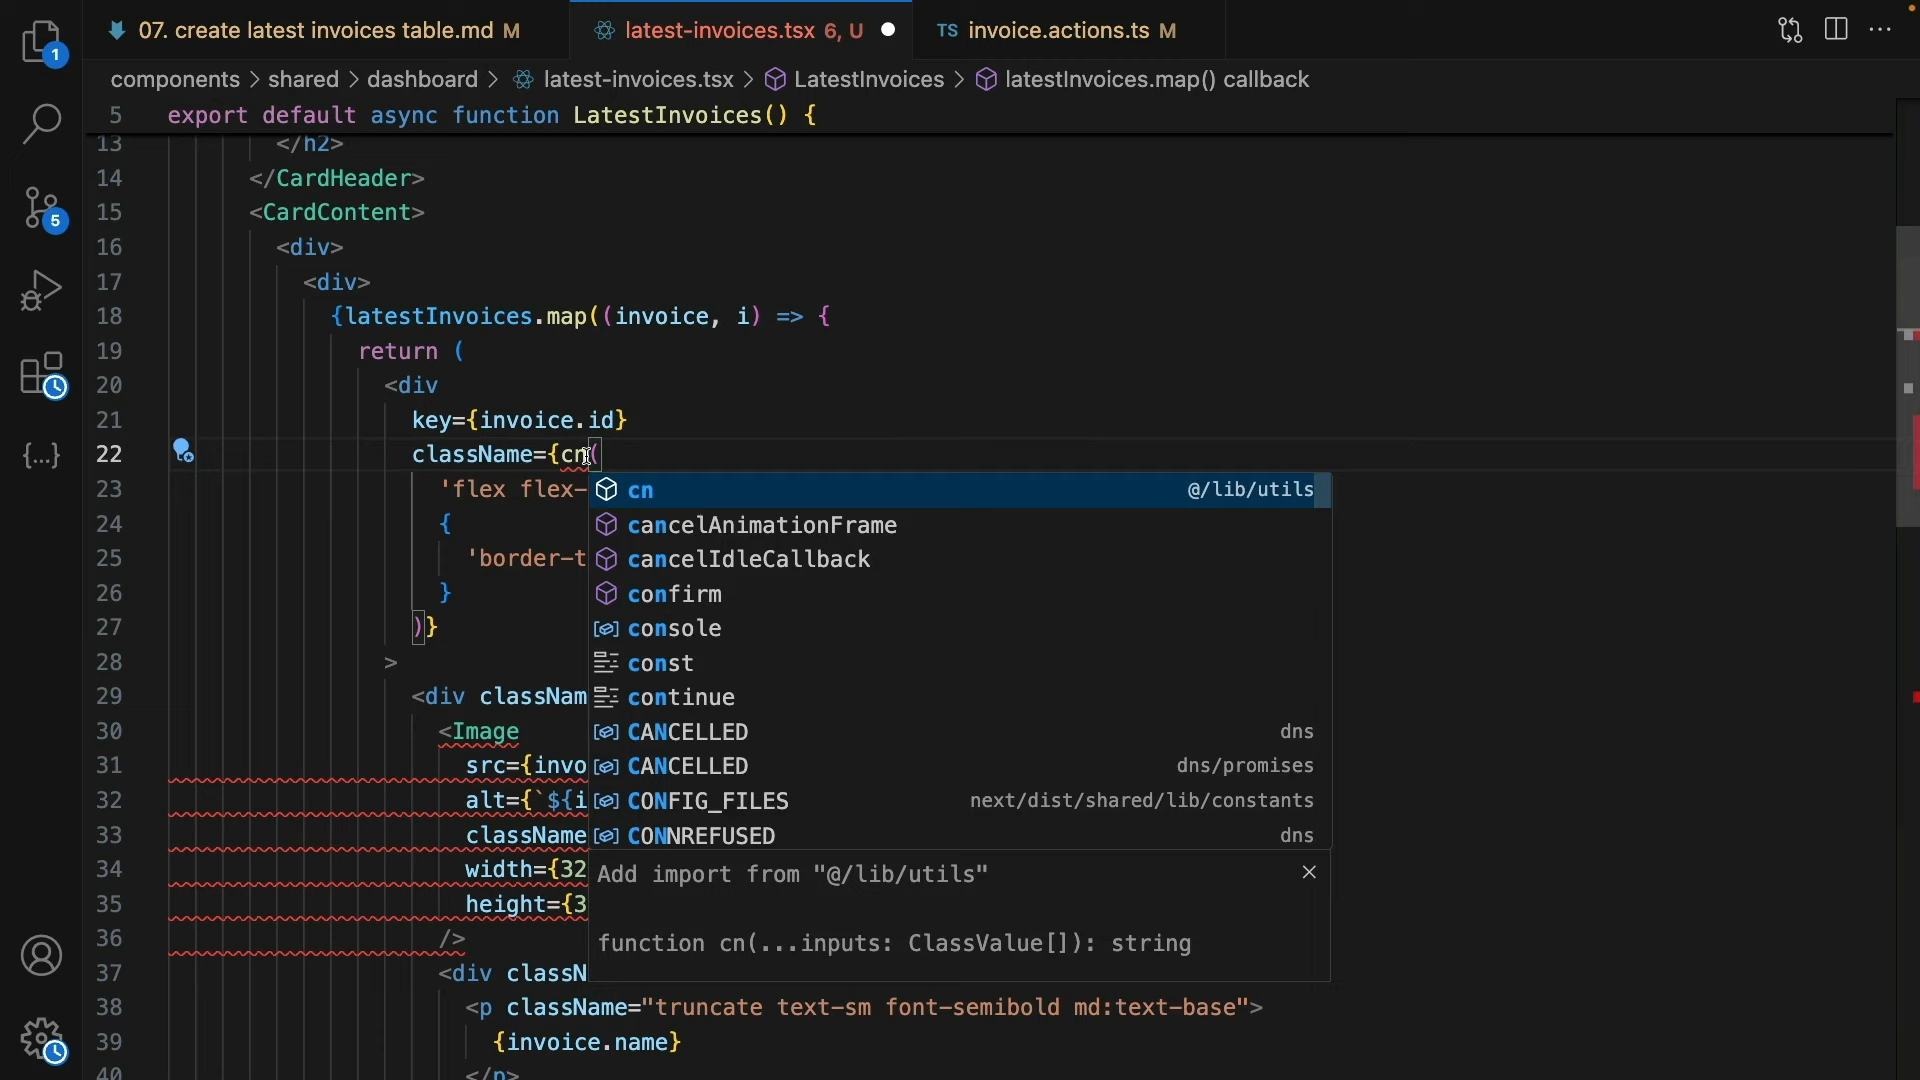 1
07. create latest invoices table.md M
latest-invoices.tsx 6, U
TS invoice.actions.ts M
components > shared > dashboard > latest-invoices.tsx > LatestInvoices > latestInvoices.map() callback
5 export default async function LatestInvoices() {
13 </h2>
14 </CardHeader>
15 <CardContent>
16 <div>
17 <div>
18 {latestInvoices.map((invoice, i) => {
19 return (
20 <div
21 key={invoice.id}
22 className={cn(
23 'flex flex-
24 {
25 'border-t
26 }
27 )}
28 >
29 <div classNam
30 <Image
31 src={invo
32 alt={`${i
33 className
34 width={32
35 height={3
36 />
37 <div classN
38 <p className="truncate text-sm font-semibold md:text-base">
39 {invoice.name}
40 </p>
cn @/lib/utils
cancelAnimationFrame
cancelIdleCallback
confirm
console
const
continue
CANCELLED dns
CANCELLED dns/promises
CONFIG_FILES next/dist/shared/lib/constants
CONNREFUSED dns
Add import from "@/lib/utils"
function cn(...inputs: ClassValue[]): string
5
{...}